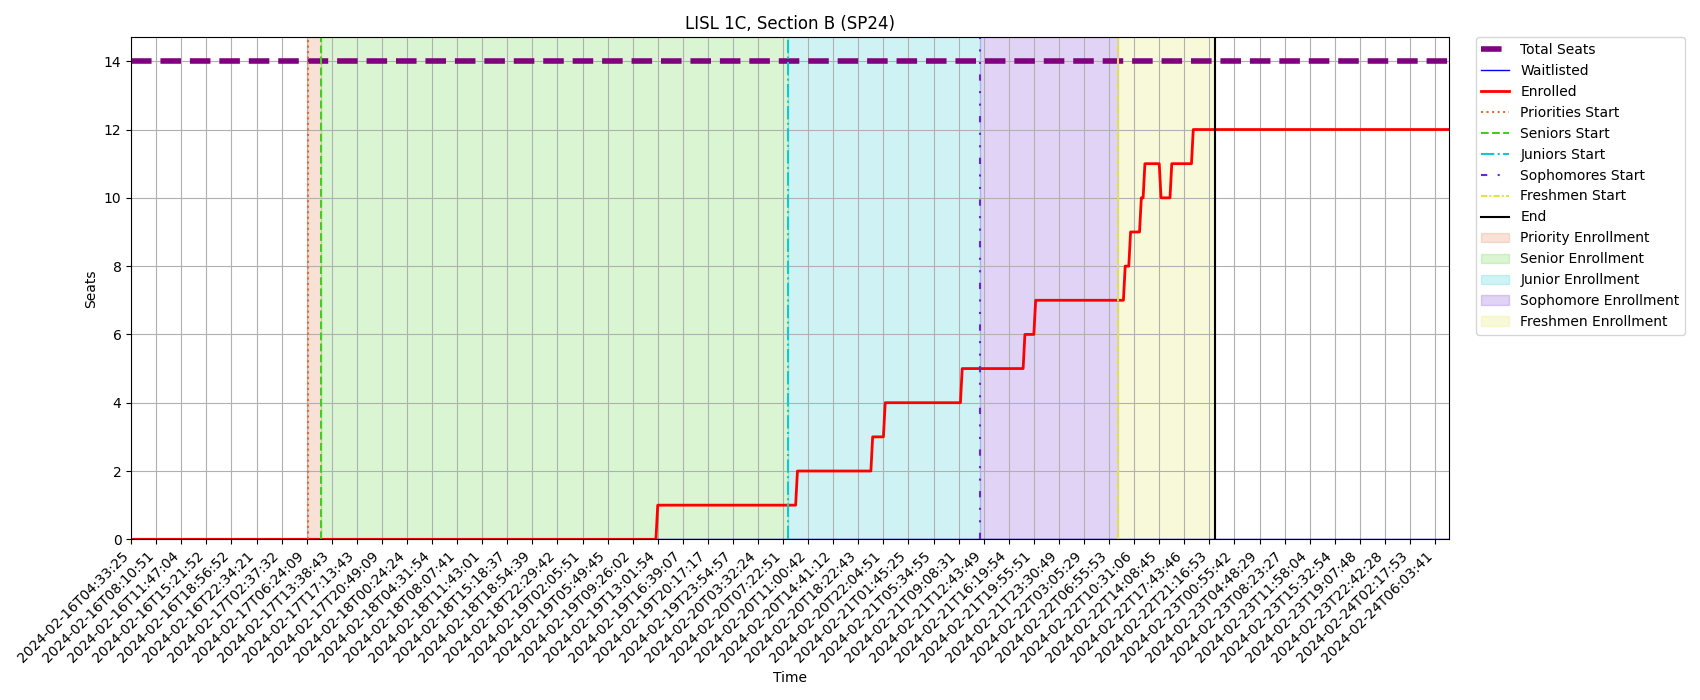 LISL 1C, Section B (SP24)
Total Seats
Waitlisted
Enrolled
Priorities Start
Seniors Start
Juniors Start
Sophomores Start
Freshmen Start
End
Priority Enrollment
Senior Enrollment
Junior Enrollment
Sophomore Enrollment
Freshmen Enrollment
Seats
14
12
10
8
6
4
2
0
2024-02-16T04:33:25
2024-02-16T08:10:51
2024-02-16T11:47:04
2024-02-16T15:21:52
2024-02-16T18:56:52
2024-02-16T22:34:21
2024-02-17T02:37:32
2024-02-17T06:24:09
2024-02-17T13:38:43
2024-02-17T17:13:43
2024-02-17T20:49:09
2024-02-18T00:24:24
2024-02-18T04:31:54
2024-02-18T08:07:41
2024-02-18T11:43:01
2024-02-18T15:18:37
2024-02-18T18:54:39
2024-02-18T22:29:42
2024-02-19T02:05:51
2024-02-19T05:49:45
2024-02-19T09:26:02
2024-02-19T13:01:54
2024-02-19T16:39:07
2024-02-19T20:17:17
2024-02-19T23:54:57
2024-02-20T03:32:24
2024-02-20T07:22:51
2024-02-20T11:00:42
2024-02-20T14:41:12
2024-02-20T18:22:43
2024-02-20T22:04:51
2024-02-21T01:45:25
2024-02-21T05:34:55
2024-02-21T09:08:31
2024-02-21T12:43:49
2024-02-21T16:19:54
2024-02-21T19:55:51
2024-02-21T23:30:49
2024-02-22T03:05:29
2024-02-22T06:55:53
2024-02-22T10:31:06
2024-02-22T14:08:45
2024-02-22T17:43:46
2024-02-22T21:16:53
2024-02-23T00:55:42
2024-02-23T04:48:29
2024-02-23T08:23:27
2024-02-23T11:58:04
2024-02-23T15:32:54
2024-02-23T19:07:48
2024-02-23T22:42:28
2024-02-24T02:17:53
2024-02-24T06:03:41
Time